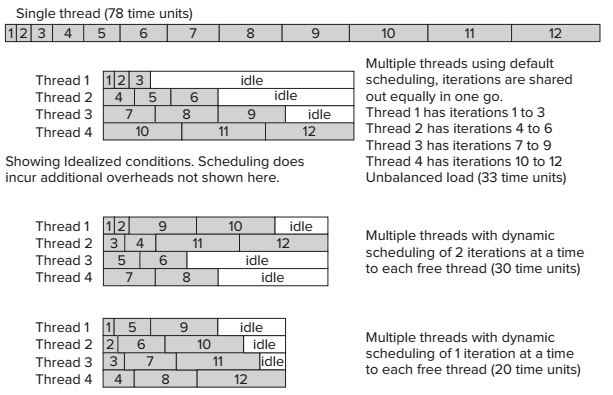 Single thread (78 time units)
1 2 3 4 5 6 7 8 9 10 11 12
Thread 1 1 2 3 idle
Thread 2 4 5 6 idle
Thread 3 7 8 9 idle
Thread 4 10 11 12
Multiple threads using default
scheduling, iterations are shared
out equally in one go.
Thread 1 has iterations 1 to 3
Thread 2 has iterations 4 to 6
Thread 3 has iterations 7 to 9
Thread 4 has iterations 10 to 12
Unbalanced load (33 time units)
Showing Idealized conditions. Scheduling does
incur additional overheads not shown here.
Thread 1 1 2 9 10 idle
Thread 2 3 4 11 12
Thread 3 5 6 idle
Thread 4 7 8 idle
Multiple threads with dynamic
scheduling of 2 iterations at a time
to each free thread (30 time units)
Thread 1 1 5 9 idle
Thread 2 2 6 10 idle
Thread 3 3 7 11 idle
Thread 4 4 8 12
Multiple threads with dynamic
scheduling of 1 iteration at a time
to each free thread (20 time units)